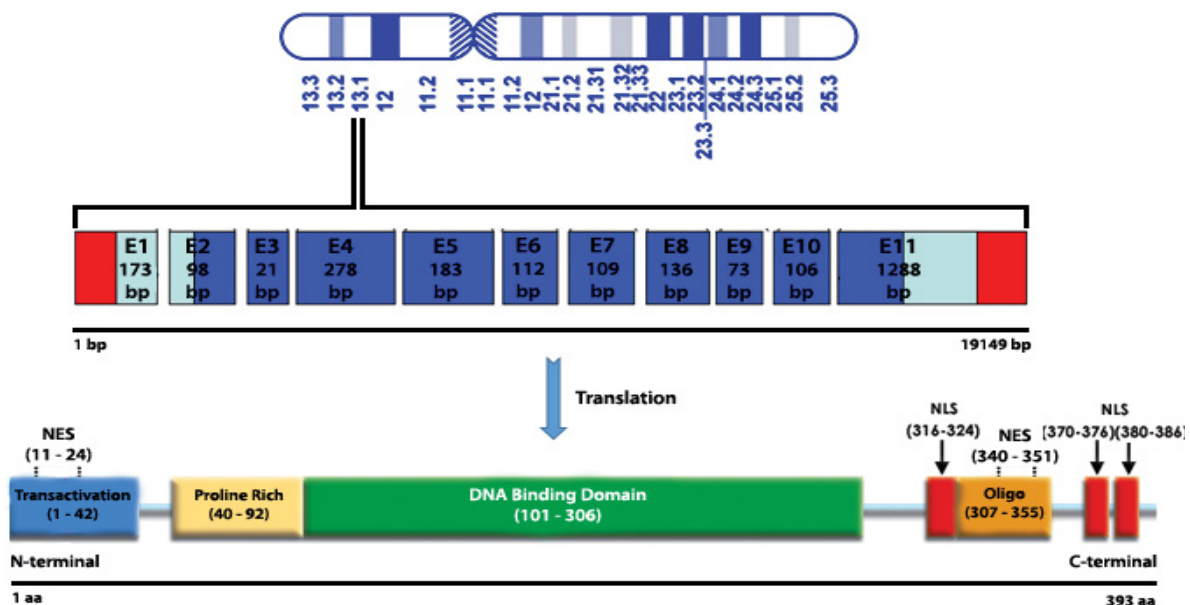 13.3
13.2
13.1
12
11.2
11.1
11.1
11.2
12
21.1
21.2
21.31
21.32
21.33
22
23.1
23.2
23.3
24.1
24.2
24.3
25.1
25.2
25.3
E1
173
bp
E2
98
bp
E3
21
bp
E4
278
bp
E5
183
bp
E6
112
bp
E7
109
bp
E8
136
bp
E9
73
bp
E10
106
bp
E11
1288
bp
1 bp
19149 bp
Translation
NES
(11 - 24)
NLS
(316-324)
NES
(340 - 351)
NLS
(370-376)(380-386)
Transactivation
(1 - 42)
Proline Rich
(40 - 92)
DNA Binding Domain
(101 - 306)
Oligo
(307 - 355)
N-terminal
C-terminal
1 aa
393 aa